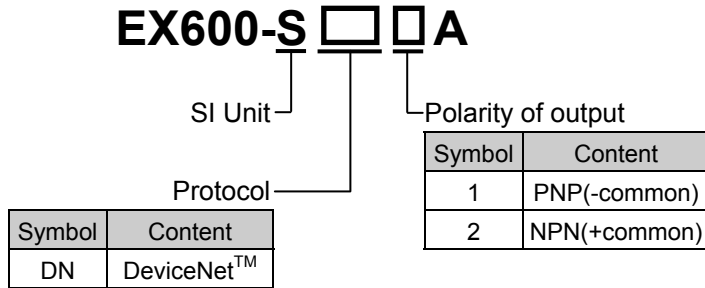 EX600-S □ □ A
SI Unit
Polarity of output
Symbol Content
1 PNP(-common)
2 NPN(+common)
Protocol
Symbol Content
DN DeviceNet™